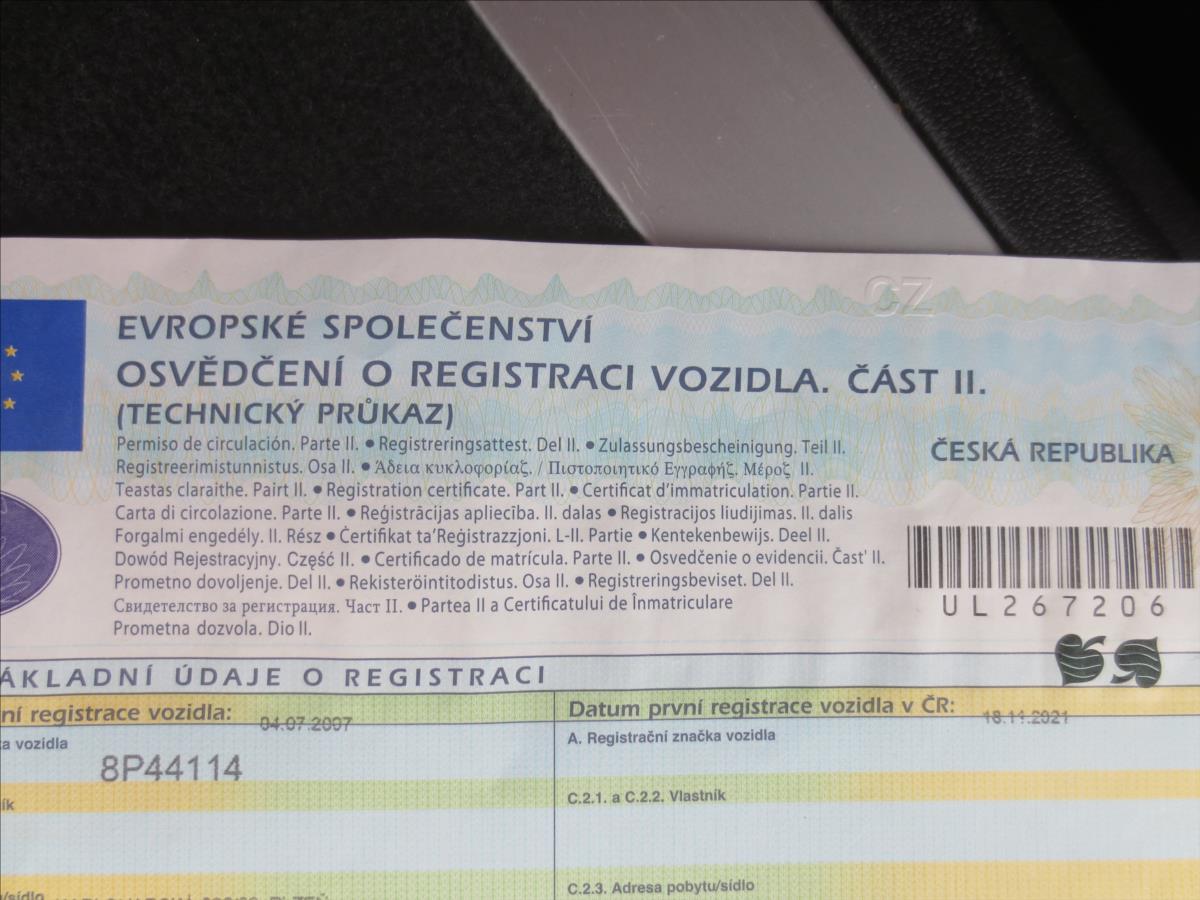 CZ
EVROPSKÉ SPOLEČENSTVÍ
OSVĚDČENÍ O REGISTRACI VOZIDLA. ČÁST II.
(TECHNICKÝ PRŮKAZ)
Permiso de circulación. Parte II. • Registreringsattest. Del II. • Zulassungsbescheinigung. Teil II.
Registreerimistunnistus. Osa II. • Άδεια κυκλοφορίαζ. / Πιστοποιητικό Εγγραφήζ. Μέροζ II.
Teastas claraithe. Pairt II. • Registration certificate. Part II. • Certificat d'immatriculation. Partie II.
Carta di circolazione. Parte II. • Reģistrācijas apliecība. II. dalas • Registracijos liudijimas. II. dalis
Forgalmi engedély. II. Rész • Ċertifikat ta'Reġistrazzjoni. L-II. Partie • Kentekenbewijs. Deel II.
Dowód Rejestracyjny. Część II. • Certificado de matrícula. Parte II. • Osvedčenie o evidencii. Časť II.
Prometno dovoljenje. Del II. • Rekisteröintitodistus. Osa II. • Registreringsbeviset. Del II.
Свидетелство за регистрация. Част II. • Partea II a Certificatului de Înmatriculare
Prometna dozvola. Dio II.
ČESKÁ REPUBLIKA
UL267206
ÁKLADNÍ ÚDAJE O REGISTRACI
ní registrace vozidla: 04.07.2007
Datum první registrace vozidla v ČR: 18.11.2021
ka vozidla
8P44114
A. Registrační značka vozidla
ík
C.2.1. a C.2.2. Vlastník
u/sídlo
C.2.3. Adresa pobytu/sídlo